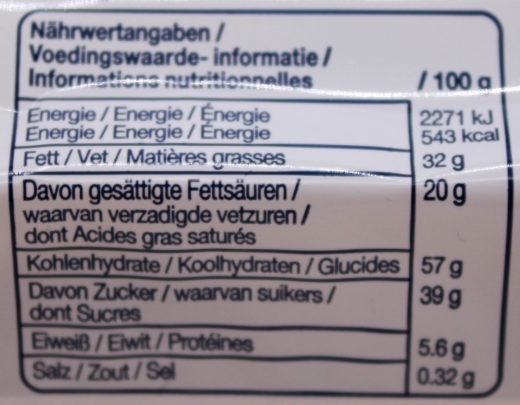 Nährwertangaben /
Voedingswaarde- informatie /
Informations nutritionnelles / 100 g
Energie / Energie / Énergie 2271 kJ
Energie / Energie / Énergie 543 kcal
Fett / Vet / Matières grasses 32 g
Davon gesättigte Fettsäuren / 20 g
waarvan verzadigde vetzuren /
dont Acides gras saturés
Kohlenhydrate / Koolhydraten / Glucides 57 g
Davon Zucker / waarvan suikers / 39 g
dont Sucres
Eiweiß / Eiwit / Protéines 5.6 g
Salz / Zout / Sel 0.32 g